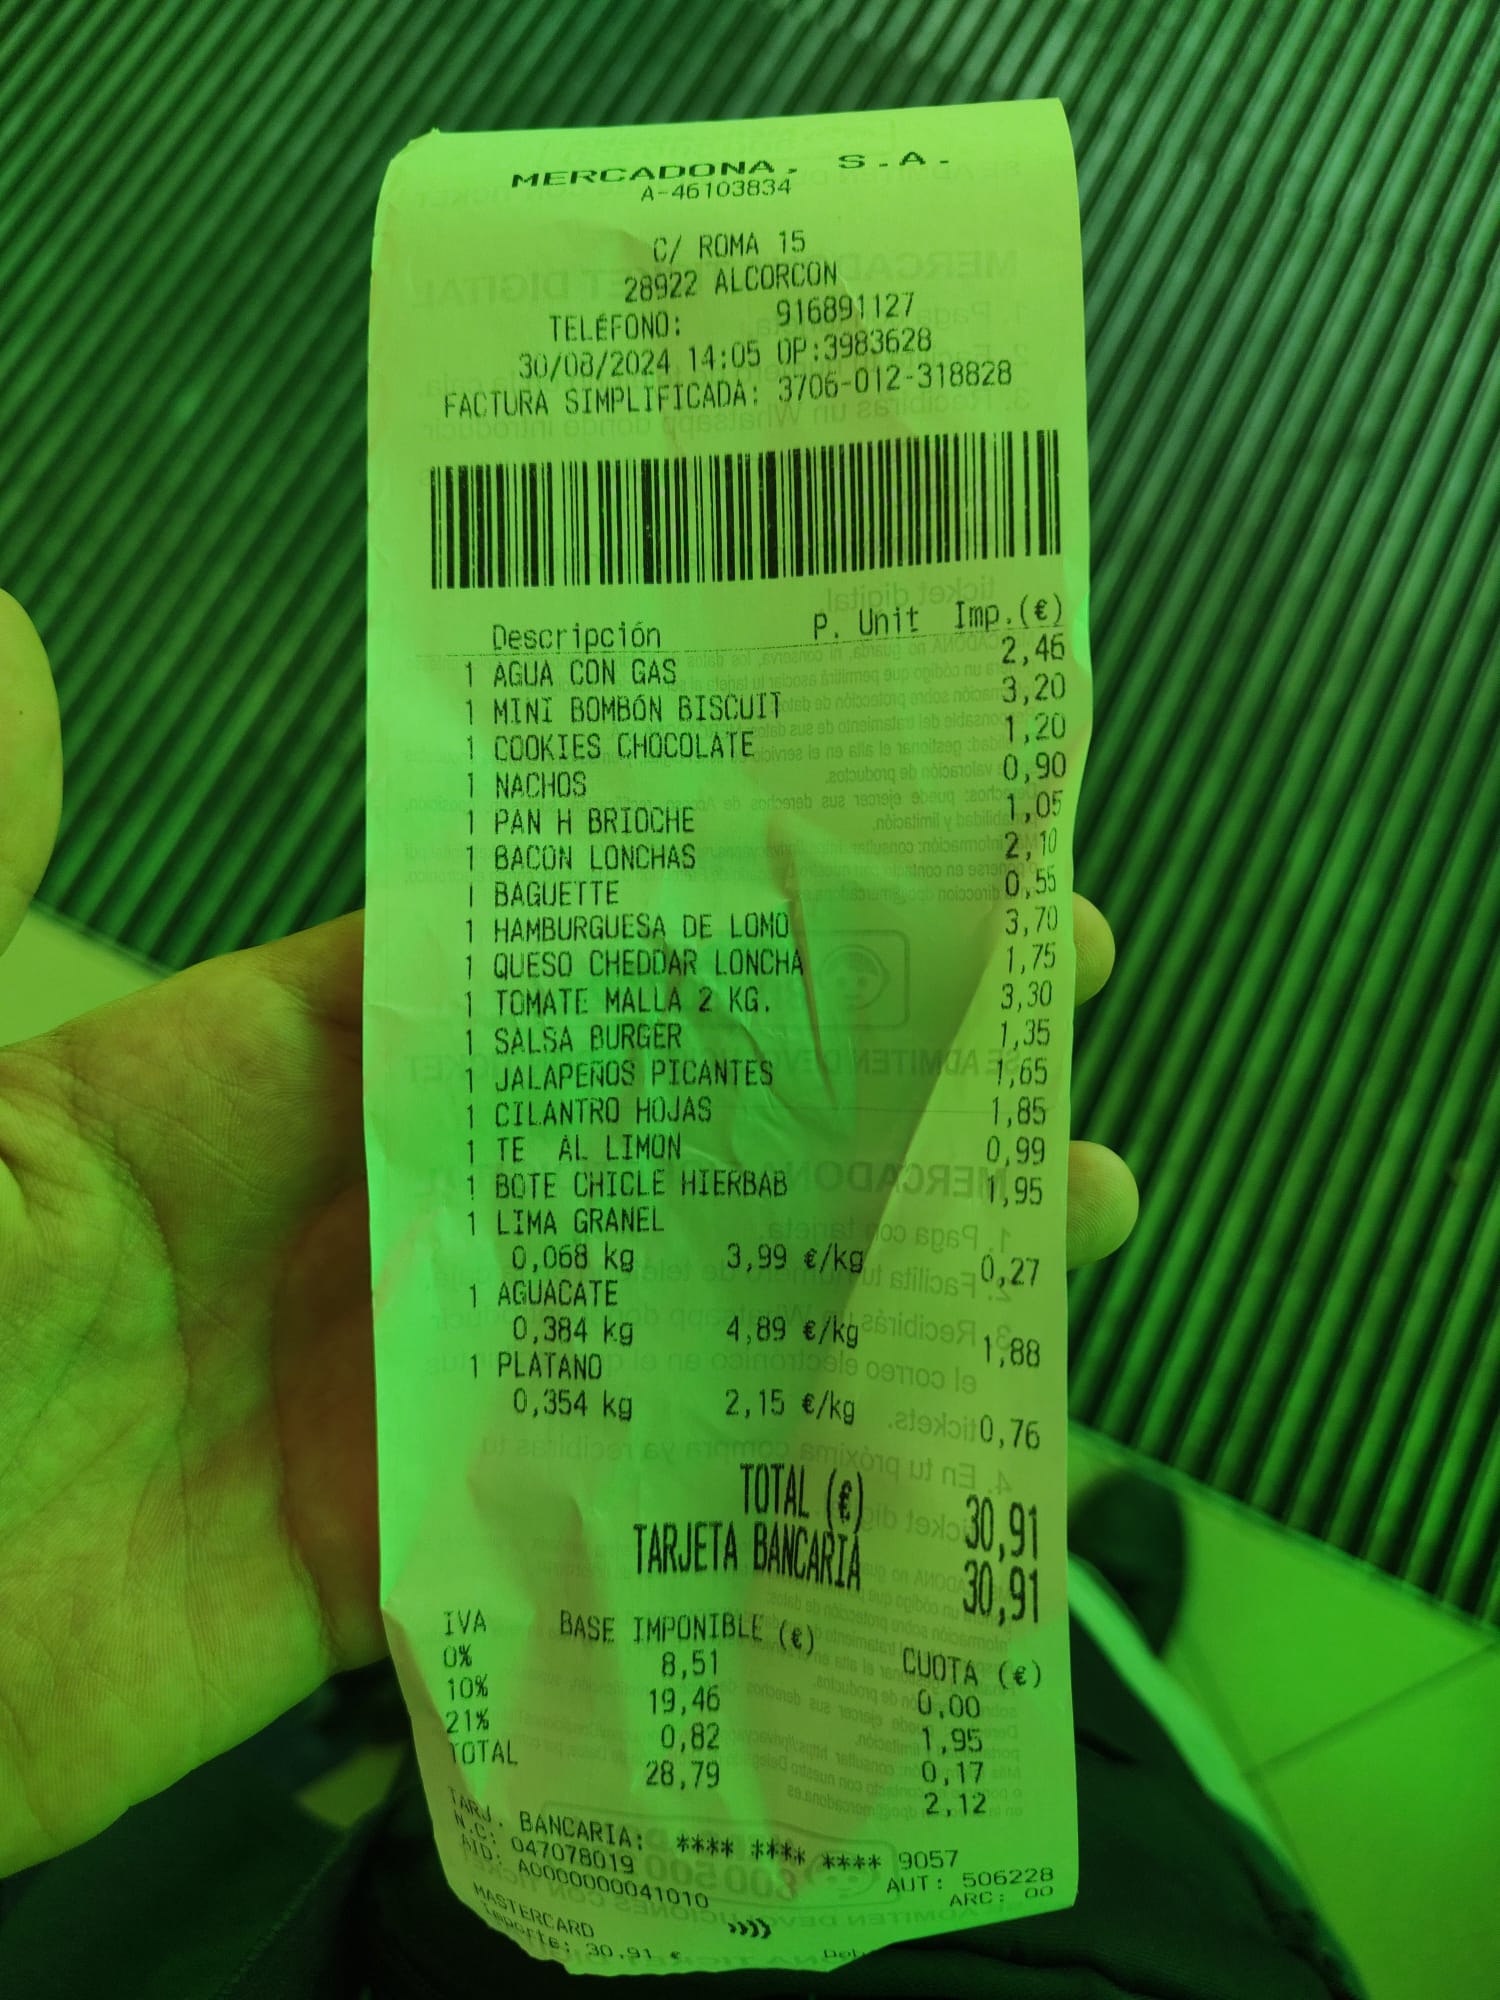 MERCADONA, S.A.
A-46103834
C/ ROMA 15
28922 ALCORCON
TELÉFONO: 916891127
30/08/2024 14:05 OP:3983628
FACTURA SIMPLIFICADA: 3706-012-318828
Descripción P. Unit Imp.(€)
1 AGUA CON GAS 2,46
1 MINI BOMBÓN BISCUIT 3,20
1 COOKIES CHOCOLATE 1,20
1 NACHOS 0,90
1 PAN H BRIOCHE 1,05
1 BACON LONCHAS 2,10
1 BAGUETTE 0,55
1 HAMBURGUESA DE LOMO 3,70
1 QUESO CHEDDAR LONCHA 1,75
1 TOMATE MALLA 2 KG. 3,30
1 SALSA BURGER 1,35
1 JALAPEÑOS PICANTES 1,65
1 CILANTRO HOJAS 1,85
1 TE AL LIMON 0,99
1 BOTE CHICLE HIERBAB 1,95
1 LIMA GRANEL
0,068 kg 3,99 €/kg 0,27
1 AGUACATE
0,384 kg 4,89 €/kg 1,88
1 PLATANO
0,354 kg 2,15 €/kg 0,76
TOTAL (€) 30,91
TARJETA BANCARIA 30,91
IVA BASE IMPONIBLE (€) CUOTA (€)
0% 8,51 0,00
10% 19,46 1,95
21% 0,82 0,17
TOTAL 28,79 2,12
TARJ. BANCARIA: **** **** **** 9057
N.C: 047078019 AUT: 506228
AID: A0000000041010 ARC: 00
MASTERCARD
Importe: 30,91 €